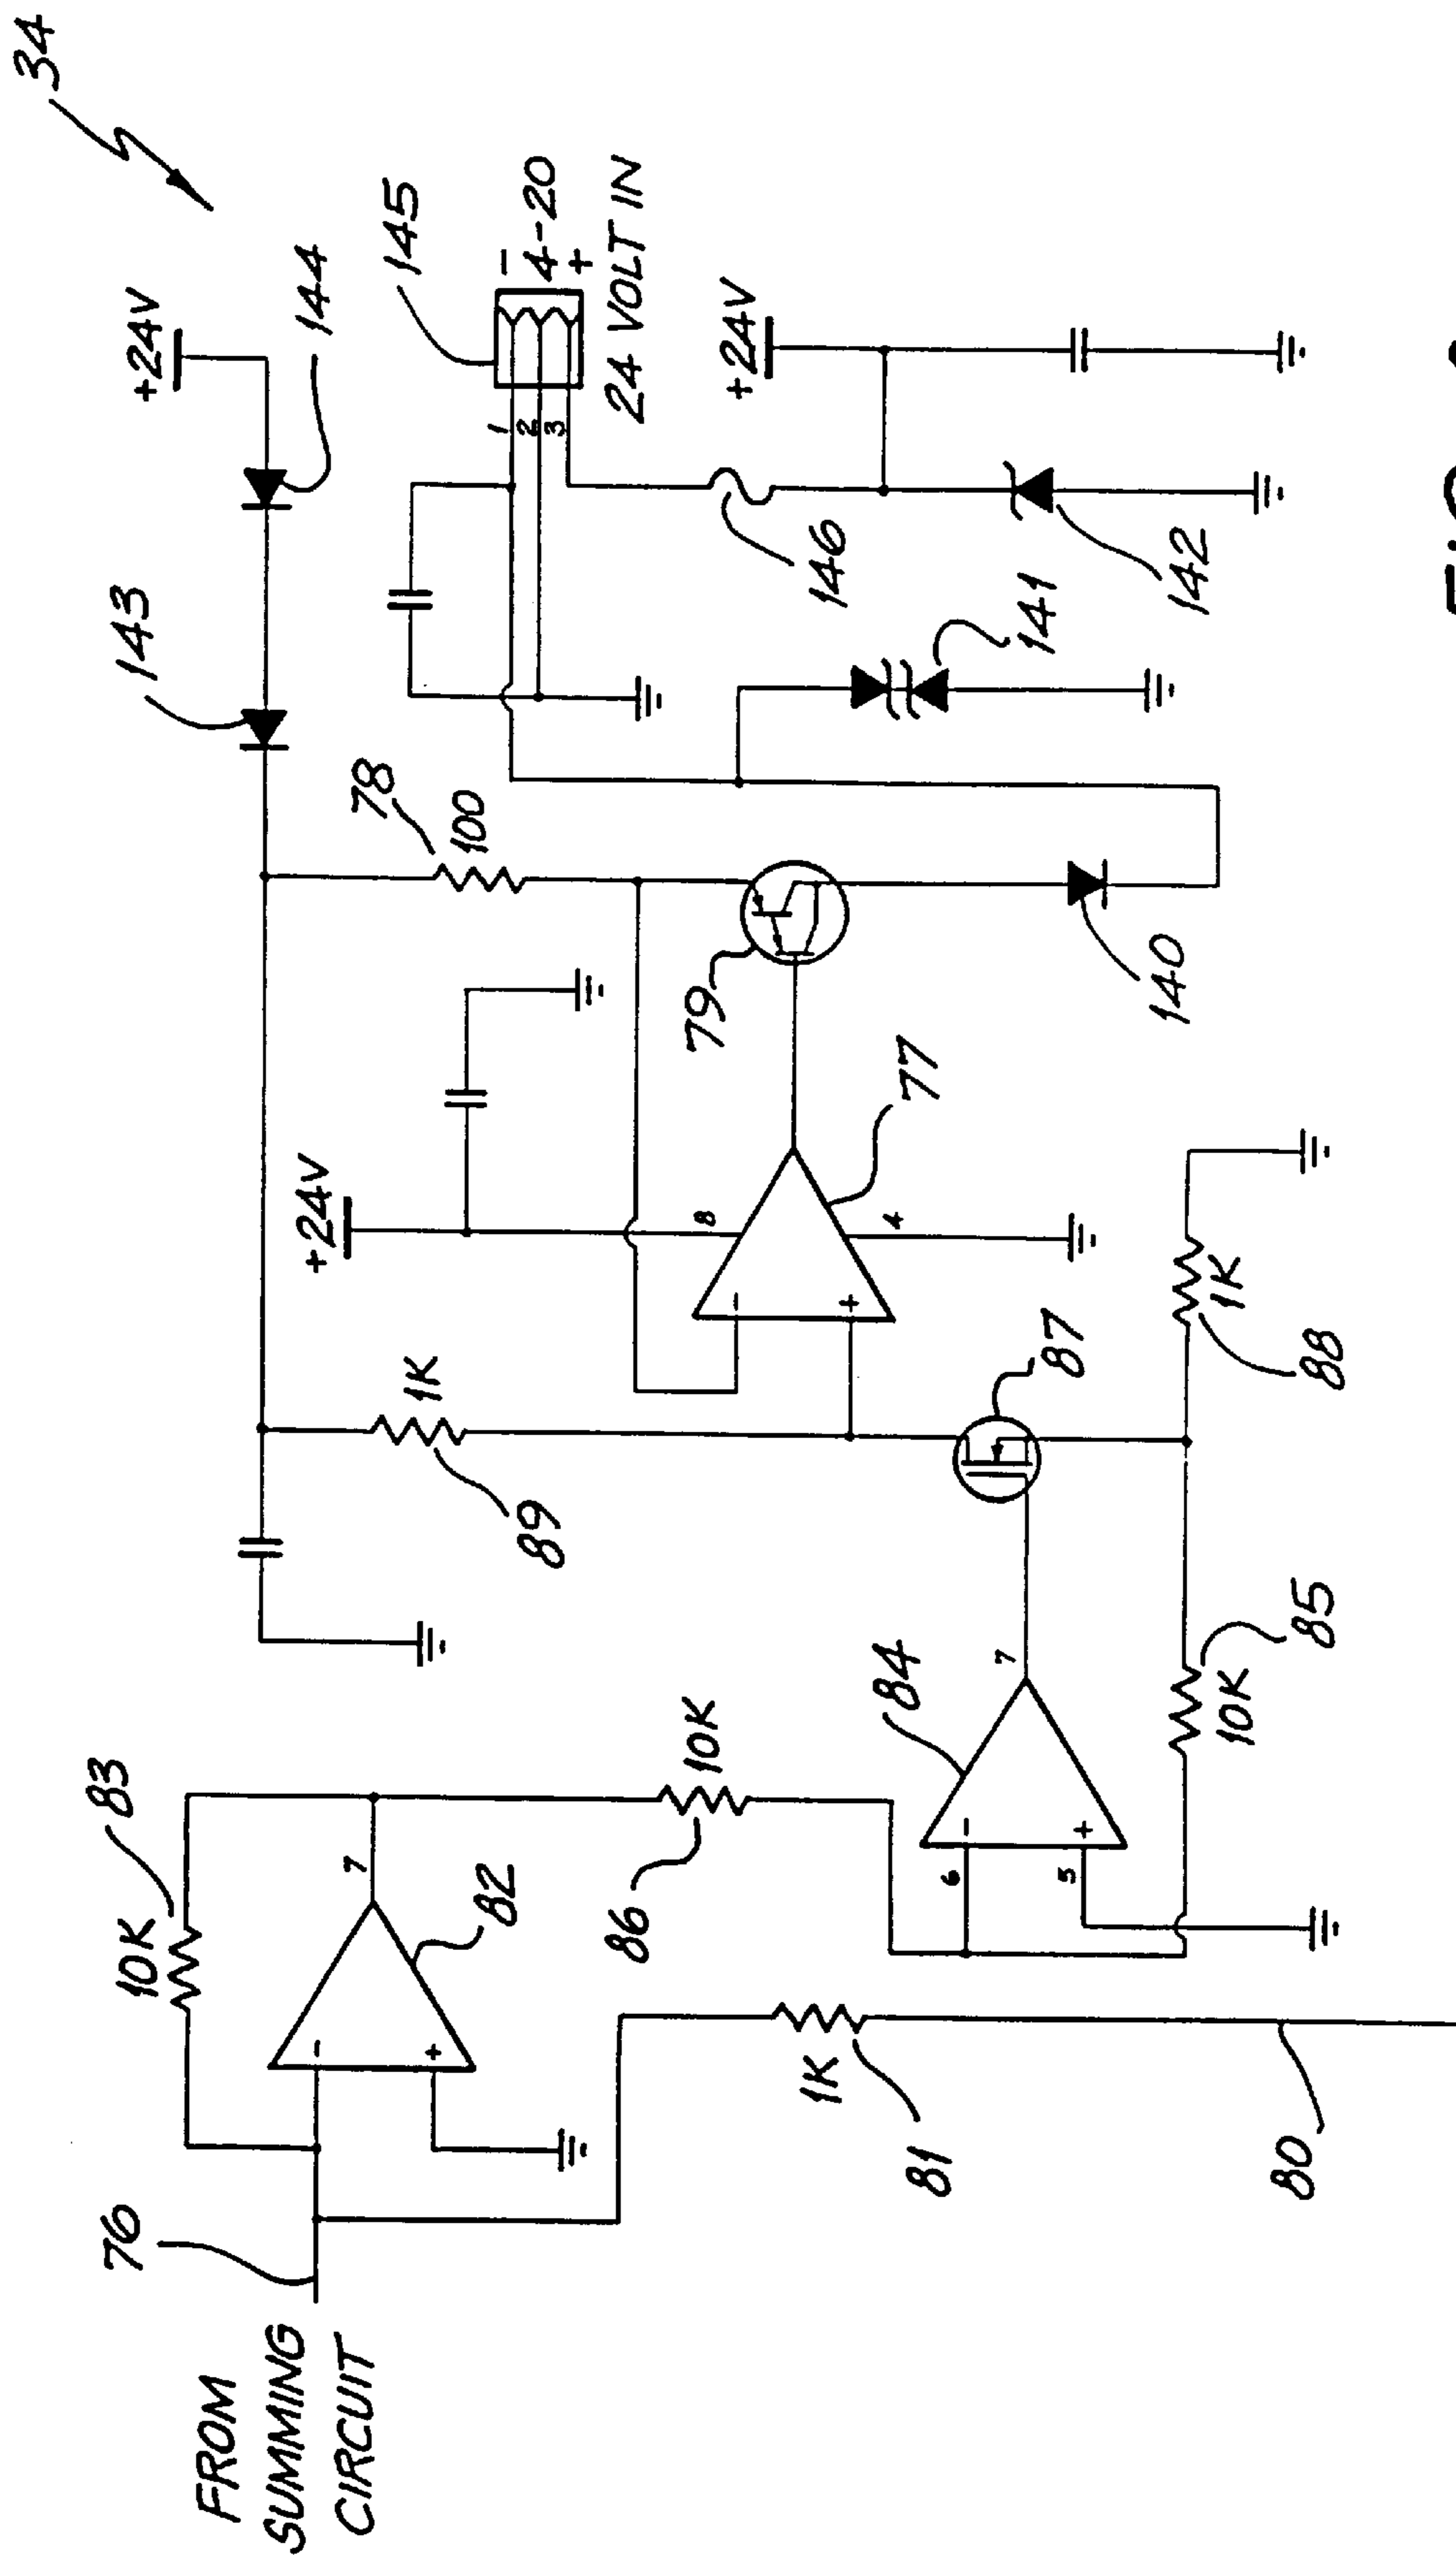 34
+24V
143
144
145
- 4-20 +
24 VOLT IN
1
2
3
+24V
146
142
141
78
100
79
140
+24V
8
77
4
-
+
1K
89
87
1K
88
83
10K
7
82
-
+
10K
86
84
7
6
5
-
+
10K
85
76
FROM
SUMMING
CIRCUIT
1K
81
80